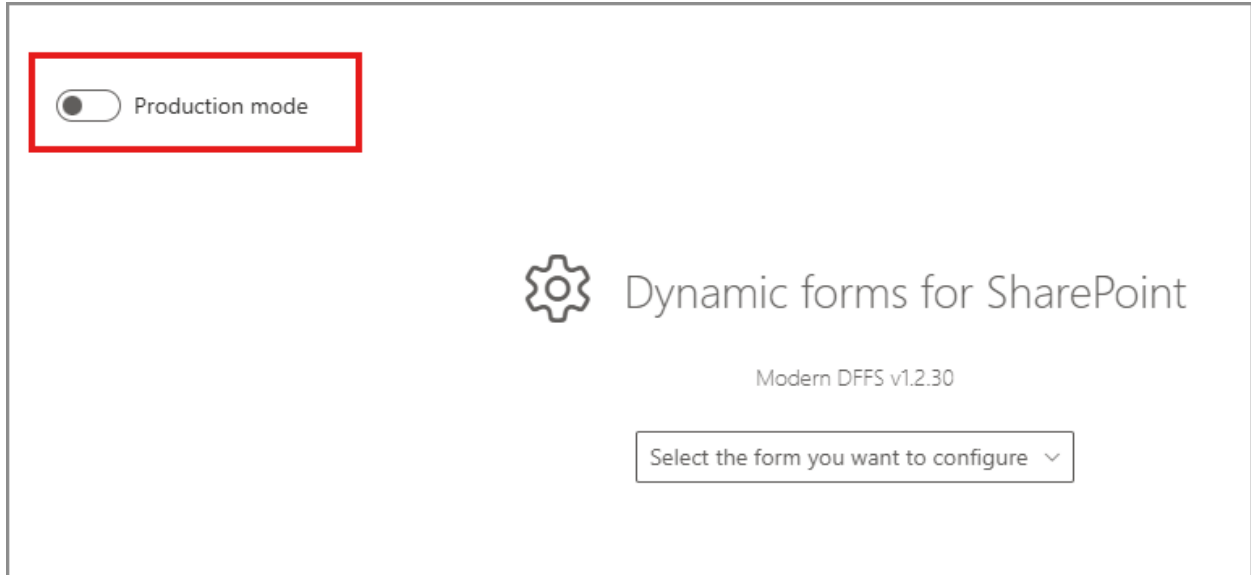 Production mode
Dynamic forms for SharePoint
Modern DFFS v1.2.30
Select the form you want to configure